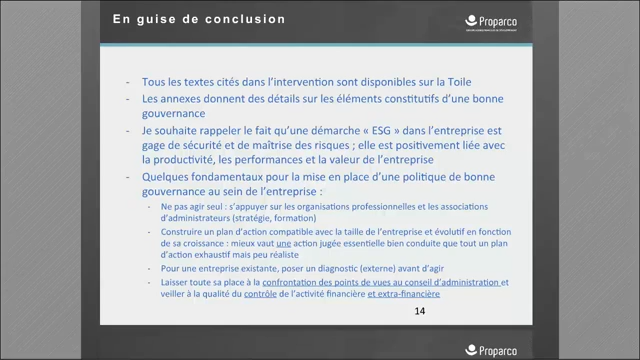 En guise de conclusion
Proparco
- Tous les textes cités dans l'intervention sont disponibles sur la Toile
- Les annexes donnent des détails sur les éléments constitutifs d'une bonne
gouvernance
- Je souhaite rappeler le fait qu'une démarche « ESG » dans l'entreprise est
gage de sécurité et de maîtrise des risques ; elle est positivement liée avec
la productivité, les performances et la valeur de l'entreprise
- Quelques fondamentaux pour la mise en place d'une politique de bonne
gouvernance au sein de l'entreprise :
- Ne pas agir seul : s'appuyer sur les organisations professionnelles et les associations
d'administrateurs (stratégie, formation)
- Construire un plan d'action compatible avec la taille de l'entreprise et évolutif en fonction
de sa croissance : mieux vaut une action jugée essentielle bien conduite que tout un plan
d'action exhaustif mais peu réaliste
- Pour une entreprise existante, poser un diagnostic (externe) avant d'agir
- Laisser toute sa place à la confrontation des points de vues au conseil d'administration et
veiller à la qualité du contrôle de l'activité financière et extra-financière
14
Proparco